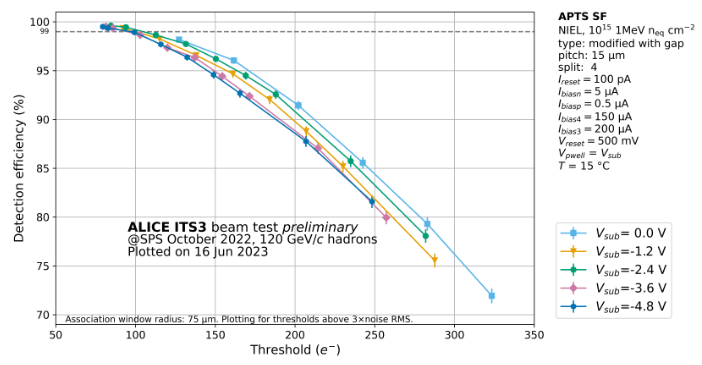 100
99
95
90
85
80
75
70
Detection efficiency (%)
ALICE ITS3 beam test preliminary
@SPS October 2022, 120 GeV/c hadrons
Plotted on 16 Jun 2023
Association window radius: 75 μm. Plotting for thresholds above 3×noise RMS.
50 100 150 200 250 300 350
Threshold (e⁻)
APTS SF
NIEL, 10¹⁵ 1MeV n_eq cm⁻²
type: modified with gap
pitch: 15 μm
split: 4
I_reset = 100 pA
I_biasn = 5 μA
I_biasp = 0.5 μA
I_bias4 = 150 μA
I_bias3 = 200 μA
V_reset = 500 mV
V_pwell = V_sub
T = 15 °C
V_sub= 0.0 V
V_sub=-1.2 V
V_sub=-2.4 V
V_sub=-3.6 V
V_sub=-4.8 V